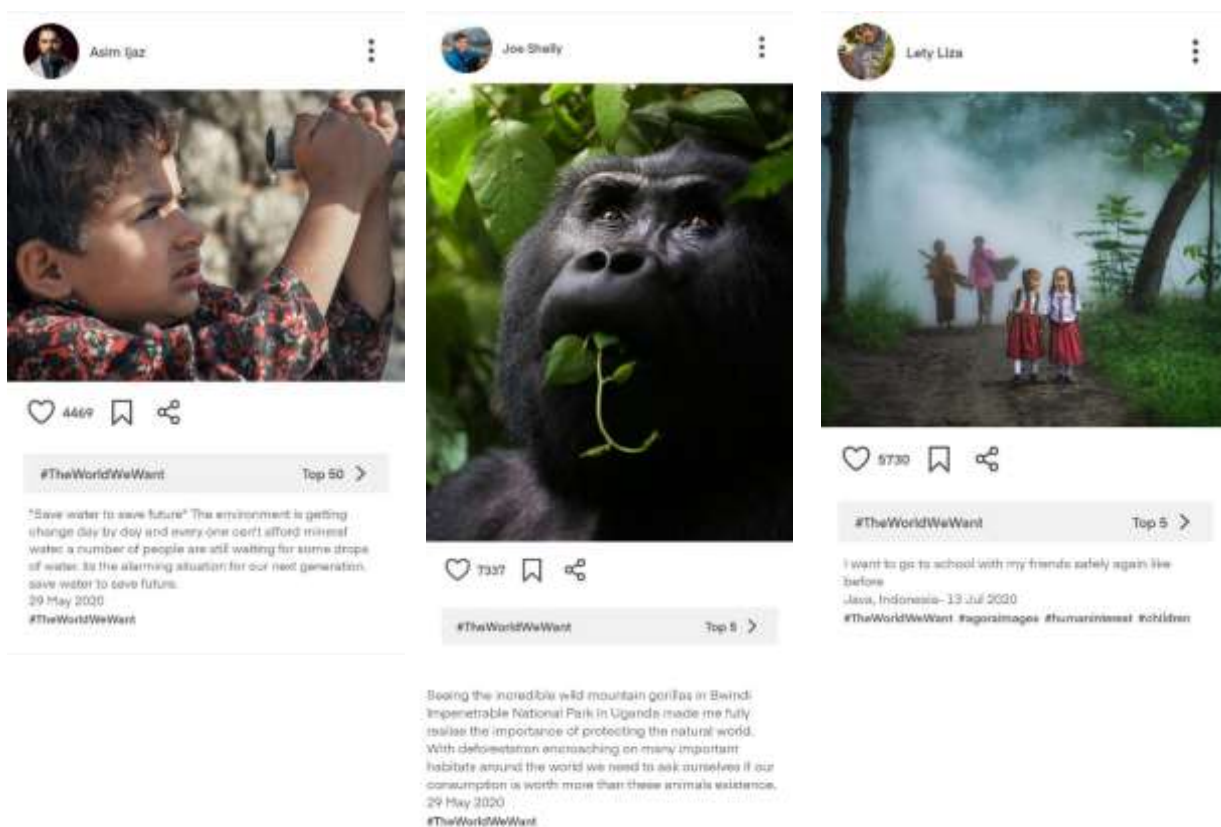 Asim Ijaz
4469
#TheWorldWeWant Top 50
"Save water to save future" The environment is getting
change day by day and every one can't afford mineral
water. a number of people are still waiting for some drops
of water. its the alarming situation for our next generation.
save water to save future.
29 May 2020
#TheWorldWeWant
Joe Shelly
7337
#TheWorldWeWant Top 5
Seeing the incredible wild mountain gorillas in Bwindi
Impenetrable National Park in Uganda made me fully
realise the importance of protecting the natural world.
With deforestation encroaching on many important
habitats around the world we need to ask ourselves if our
consumption is worth more than these animals existence.
29 May 2020
#TheWorldWeWant
Lety Liza
5730
#TheWorldWeWant Top 5
I want to go to school with my friends safely again like
before
Java, Indonesia- 13 Jul 2020
#TheWorldWeWant #agoraimages #humaninterest #children